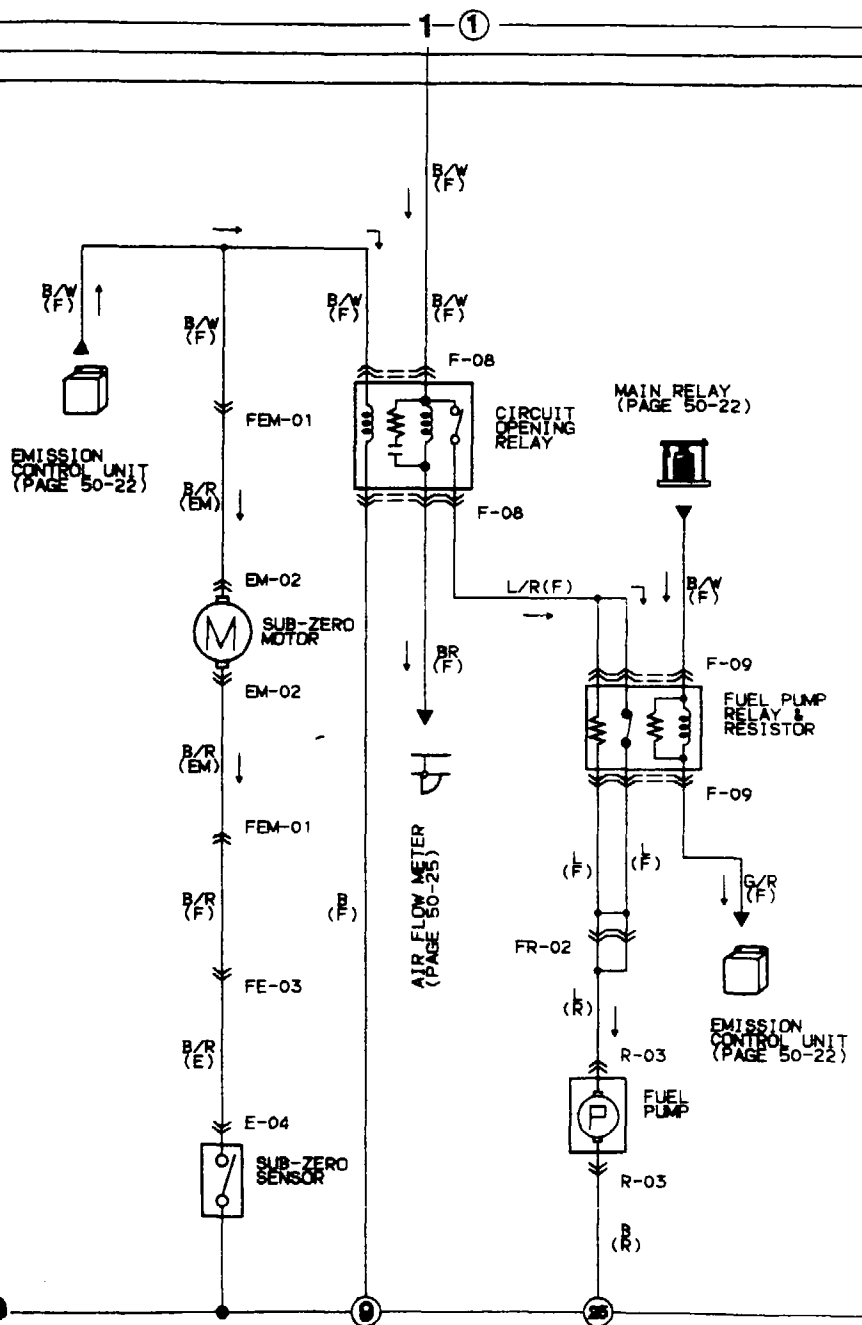 1-①
B/W
(F)
B/W
(F)
B/W
(F)
B/W
(F)
B/W
(F)
F-08
CIRCUIT
OPENING
RELAY
F-08
FEM-01
EMISSION
CONTROL UNIT
(PAGE 50-22)
MAIN RELAY
(PAGE 50-22)
B/R
(EM)
EM-02
SUB-ZERO
MOTOR
M
EM-02
L/R(F)
B/W
(F)
BR
(F)
F-09
FUEL PUMP
RELAY &
RESISTOR
F-09
B/R
(EM)
FEM-01
AIR FLOW METER
(PAGE 50-25)
L
(F)
L
(F)
G/R
(F)
B/R
(F)
B
(F)
FR-02
FE-03
L
(R)
EMISSION
CONTROL UNIT
(PAGE 50-22)
B/R
(E)
R-03
P
FUEL
PUMP
E-04
SUB-ZERO
SENSOR
R-03
B
(R)
9
25